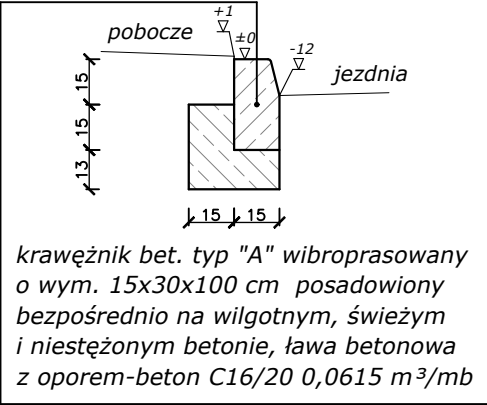 +1
pobocze
±0
-12
jezdnia
15
15
13
15 15
krawężnik bet. typ "A" wibroprasowany
o wym. 15x30x100 cm posadowiony
bezpośrednio na wilgotnym, świeżym
i niestężonym betonie, ława betonowa
z oporem-beton C16/20 0,0615 m³/mb